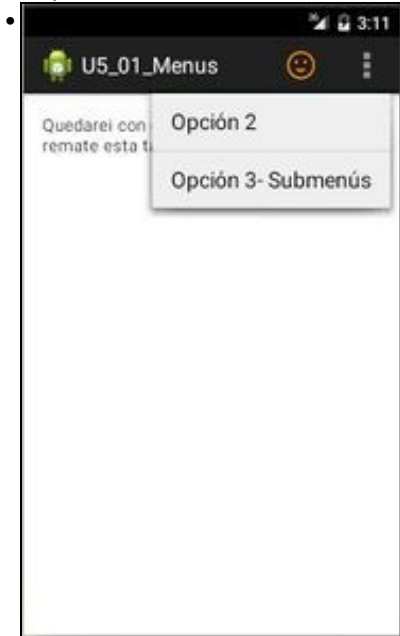 3:11
U5_01_Menus
Quedarei con
remate esta
Opción 2
Opción 3- Submenús